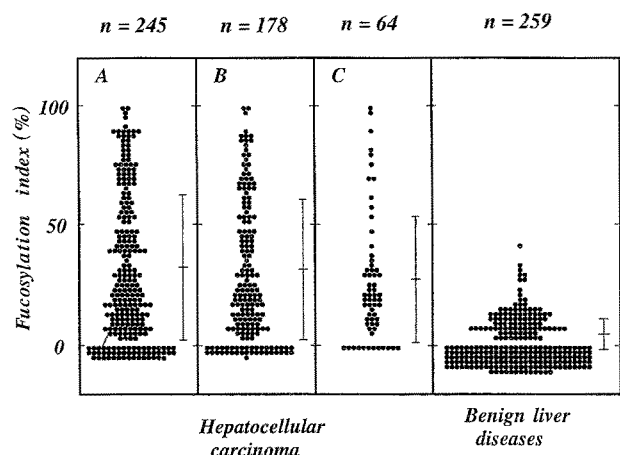 n = 245 n = 178 n = 64 n = 259
A B C
100
50
0
Fucosylation index (%)
Hepatocellular
carcinoma
Benign liver
diseases